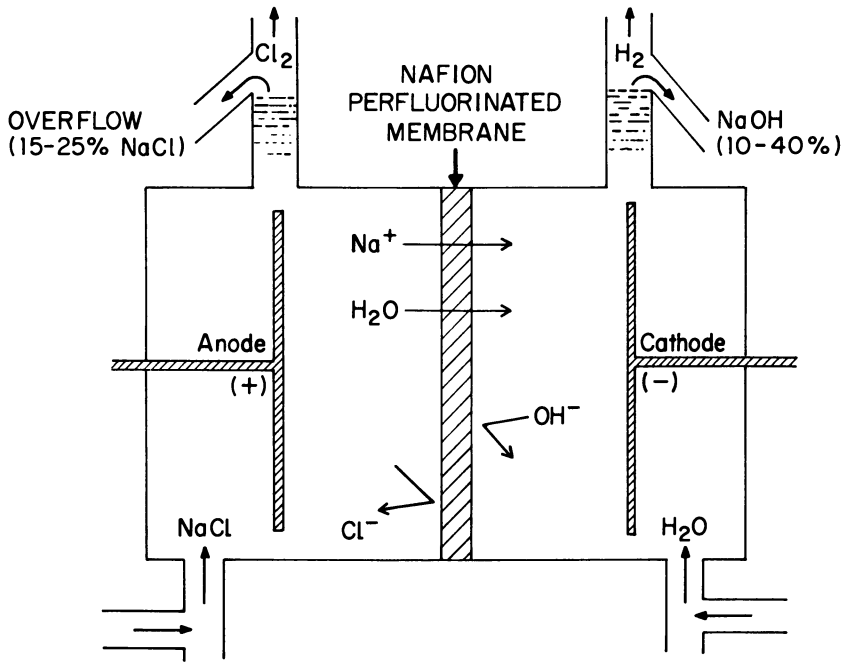 Cl₂
H₂
NAFION
PERFLUORINATED
MEMBRANE
OVERFLOW
(15-25% NaCl)
NaOH
(10-40%)
Na⁺
H₂O
Anode
(+)
Cathode
(-)
OH⁻
Cl⁻
NaCl
H₂O